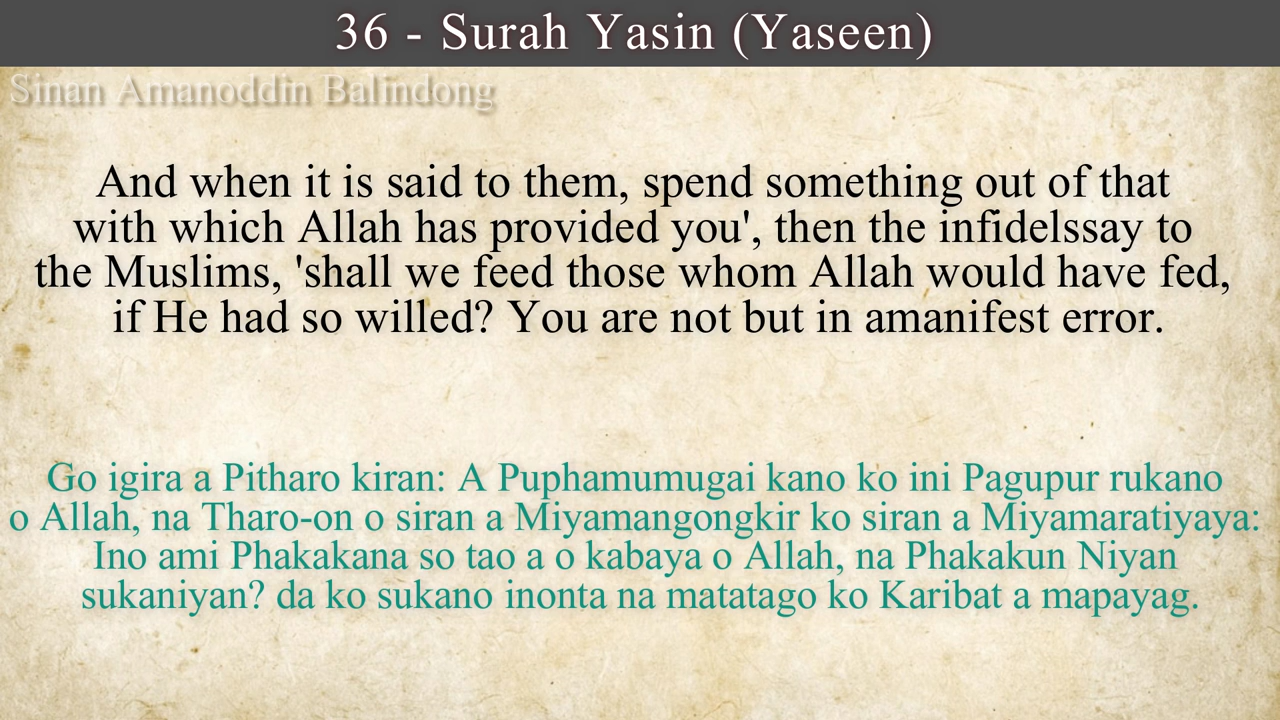 36 - Surah Yasin (Yaseen)
Sinan Amanoddin Balindong
And when it is said to them, spend something out of that
with which Allah has provided you', then the infidelssay to
the Muslims, 'shall we feed those whom Allah would have fed,
if He had so willed? You are not but in amanifest error.
Go igira a Pitharo kiran: A Puphamumugai kano ko ini Pagupur rukano
o Allah, na Tharo-on o siran a Miyamangongkir ko siran a Miyamaratiyaya:
Ino ami Phakakana so tao a o kabaya o Allah, na Phakakun Niyan
sukaniyan? da ko sukano inonta na matatago ko Karibat a mapayag.